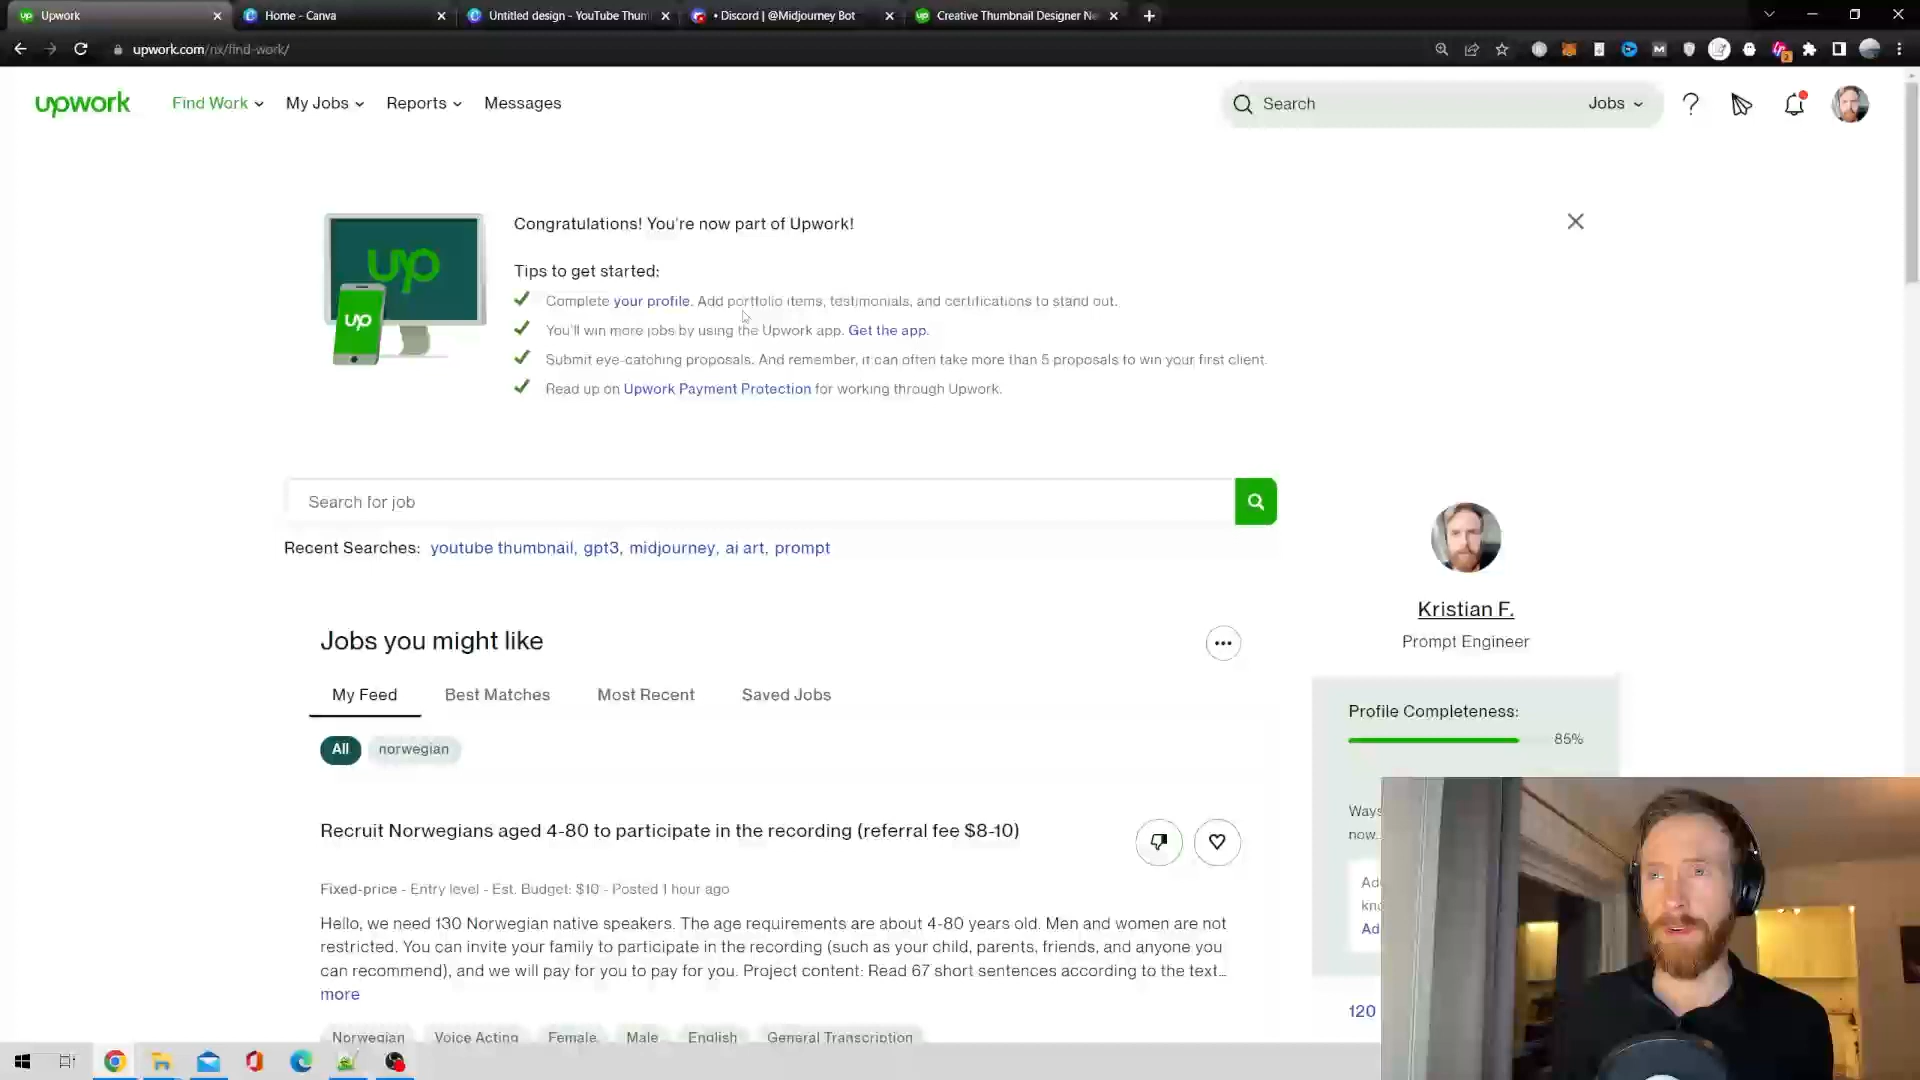 Upwork
Home - Canva
Untitled design - YouTube Thum
• Discord | @Midjourney Bot
Creative Thumbnail Designer Ne
upwork.com/nx/find-work/
upwork
Find Work
My Jobs
Reports
Messages
Search
Jobs
Congratulations! You're now part of Upwork!
Tips to get started:
Complete your profile. Add portfolio items, testimonials, and certifications to stand out.
You'll win more jobs by using the Upwork app. Get the app.
Submit eye-catching proposals. And remember, it can often take more than 5 proposals to win your first client.
Read up on Upwork Payment Protection for working through Upwork.
up
up
Search for job
Recent Searches: youtube thumbnail, gpt3, midjourney, ai art, prompt
Kristian F.
Prompt Engineer
Jobs you might like
My Feed
Best Matches
Most Recent
Saved Jobs
All
norwegian
Profile Completeness:
85%
Ways
now.
Ad
kno
Ad
120
Recruit Norwegians aged 4-80 to participate in the recording (referral fee $8-10)
Fixed-price - Entry level - Est. Budget: $10 - Posted 1 hour ago
Hello, we need 130 Norwegian native speakers. The age requirements are about 4-80 years old. Men and women are not
restricted. You can invite your family to participate in the recording (such as your child, parents, friends, and anyone you
can recommend), and we will pay for you to pay for you. Project content: Read 67 short sentences according to the text…
more
Norwegian
Voice Acting
Female
Male
English
General Transcription